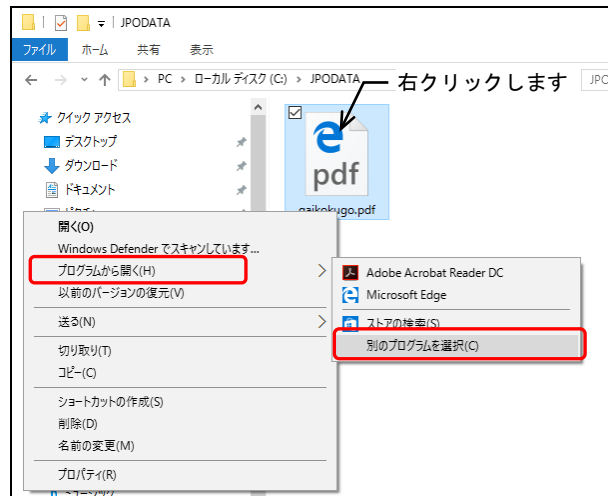 JPODATA
ファイル ホーム 共有 表示
PC › ローカル ディスク (C:) › JPODATA
右クリックします
JPO
クイック アクセス
デスクトップ
ダウンロード
ドキュメント
pdf
gaikokugo.pdf
開く(O)
Windows Defender でスキャンしています...
プログラムから開く(H)
以前のバージョンの復元(V)
送る(N)
切り取り(T)
コピー(C)
ショートカットの作成(S)
削除(D)
名前の変更(M)
プロパティ(R)
Adobe Acrobat Reader DC
Microsoft Edge
ストアの検索(S)
別のプログラムを選択(C)